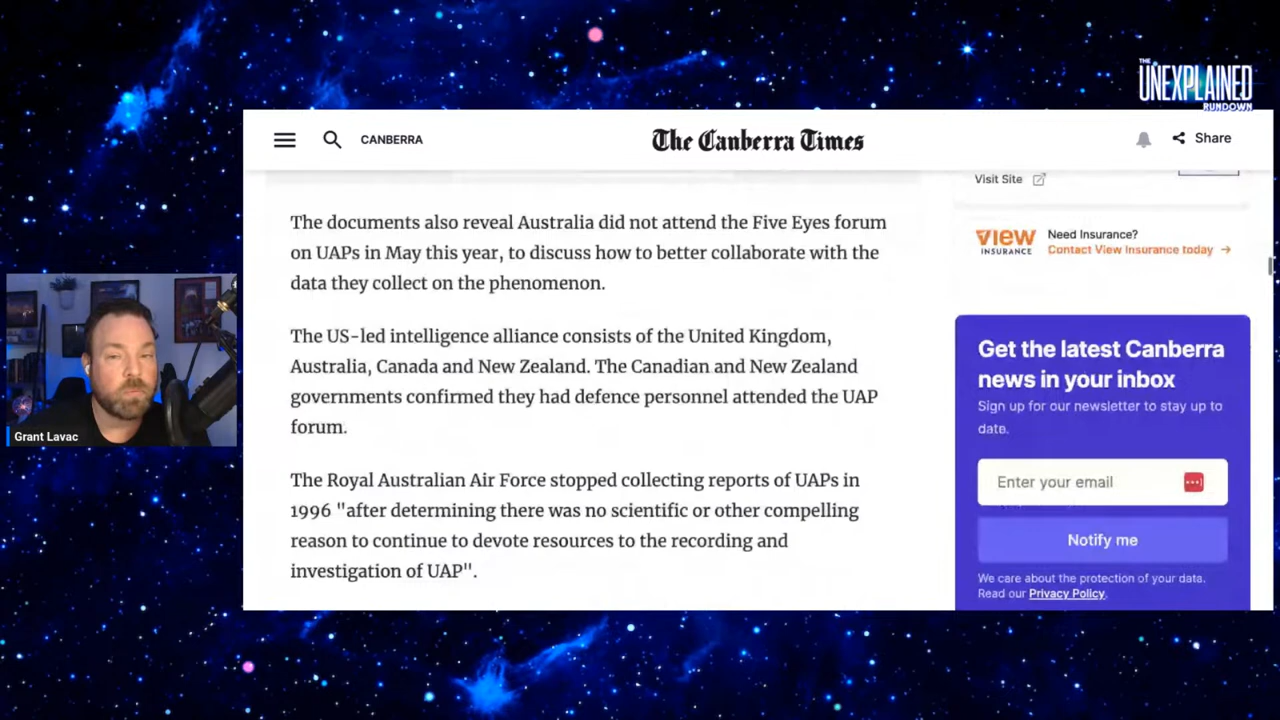 THE
UNEXPLAINED
RUNDOWN
CANBERRA
The Canberra Times
Share
Visit Site
The documents also reveal Australia did not attend the Five Eyes forum
on UAPs in May this year, to discuss how to better collaborate with the
data they collect on the phenomenon.
The US-led intelligence alliance consists of the United Kingdom,
Australia, Canada and New Zealand. The Canadian and New Zealand
governments confirmed they had defence personnel attended the UAP
forum.
The Royal Australian Air Force stopped collecting reports of UAPs in
1996 "after determining there was no scientific or other compelling
reason to continue to devote resources to the recording and
investigation of UAP".
view
INSURANCE
Need Insurance?
Contact View Insurance today →
Get the latest Canberra
news in your inbox
Sign up for our newsletter to stay up to
date.
Enter your email
Notify me
We care about the protection of your data.
Read our Privacy Policy.
Grant Lavac